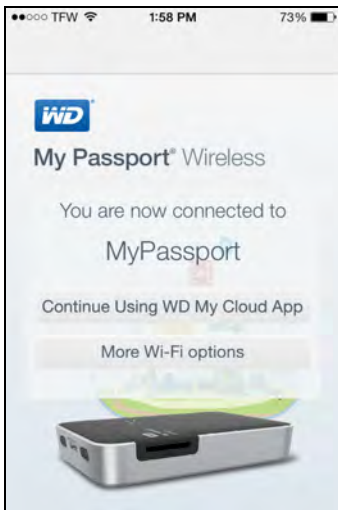 TFW 1:58 PM 73%
WD
My Passport® Wireless
You are now connected to
MyPassport
Continue Using WD My Cloud App
More Wi-Fi options